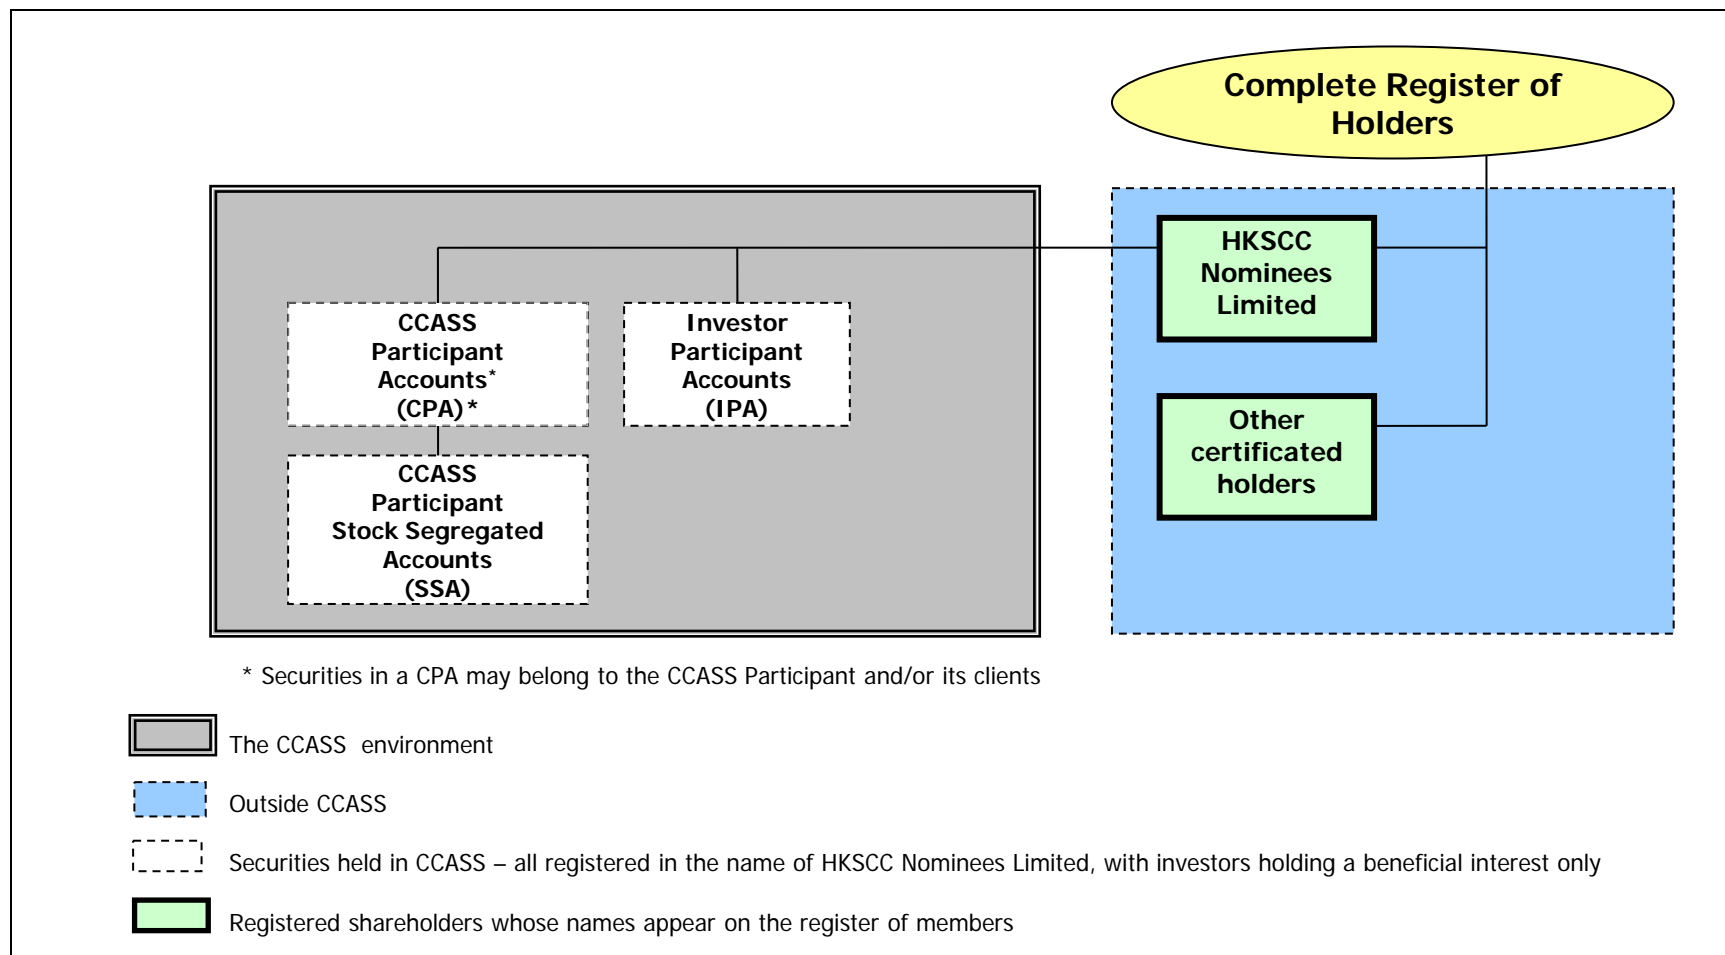 Complete Register of
Holders
HKSCC
Nominees
Limited
CCASS
Participant
Accounts*
(CPA)*
Investor
Participant
Accounts
(IPA)
Other
certificated
holders
CCASS
Participant
Stock Segregated
Accounts
(SSA)
* Securities in a CPA may belong to the CCASS Participant and/or its clients
The CCASS  environment
Outside CCASS
Securities held in CCASS – all registered in the name of HKSCC Nominees Limited, with investors holding a beneficial interest only
Registered shareholders whose names appear on the register of members